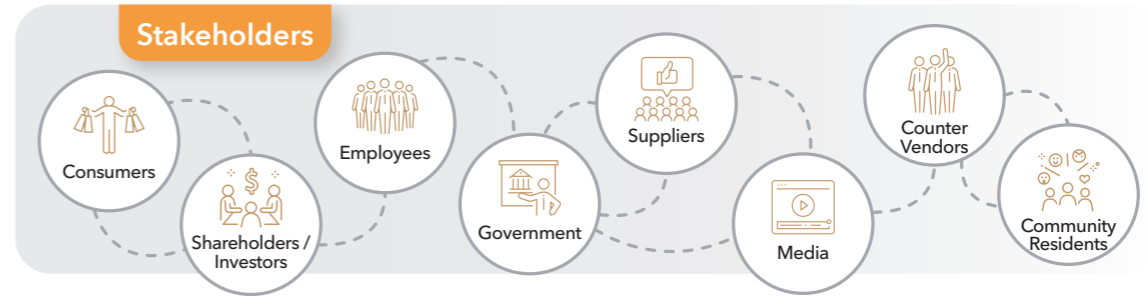 Stakeholders
Consumers
Shareholders /
Investors
Employees
Government
Suppliers
Media
Counter
Vendors
Community
Residents